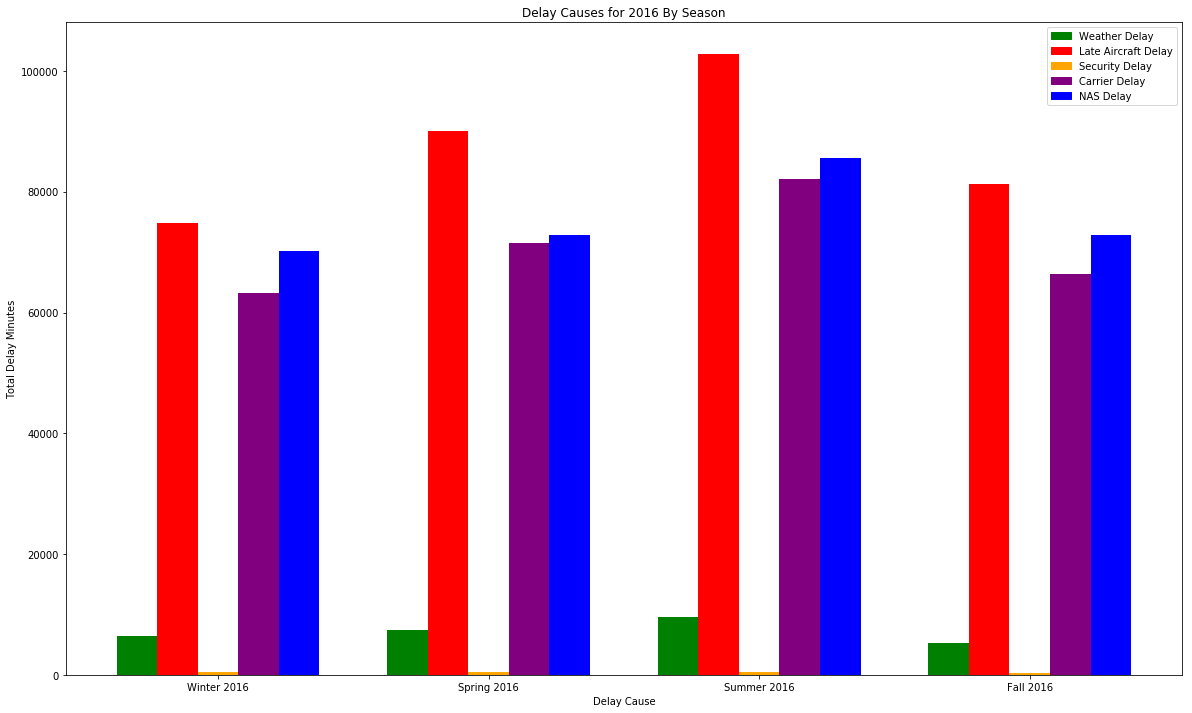 Delay Causes for 2016 By Season
Weather Delay
Late Aircraft Delay
Security Delay
Carrier Delay
NAS Delay
Total Delay Minutes
100000
80000
60000
40000
20000
0
Winter 2016
Spring 2016
Summer 2016
Fall 2016
Delay Cause